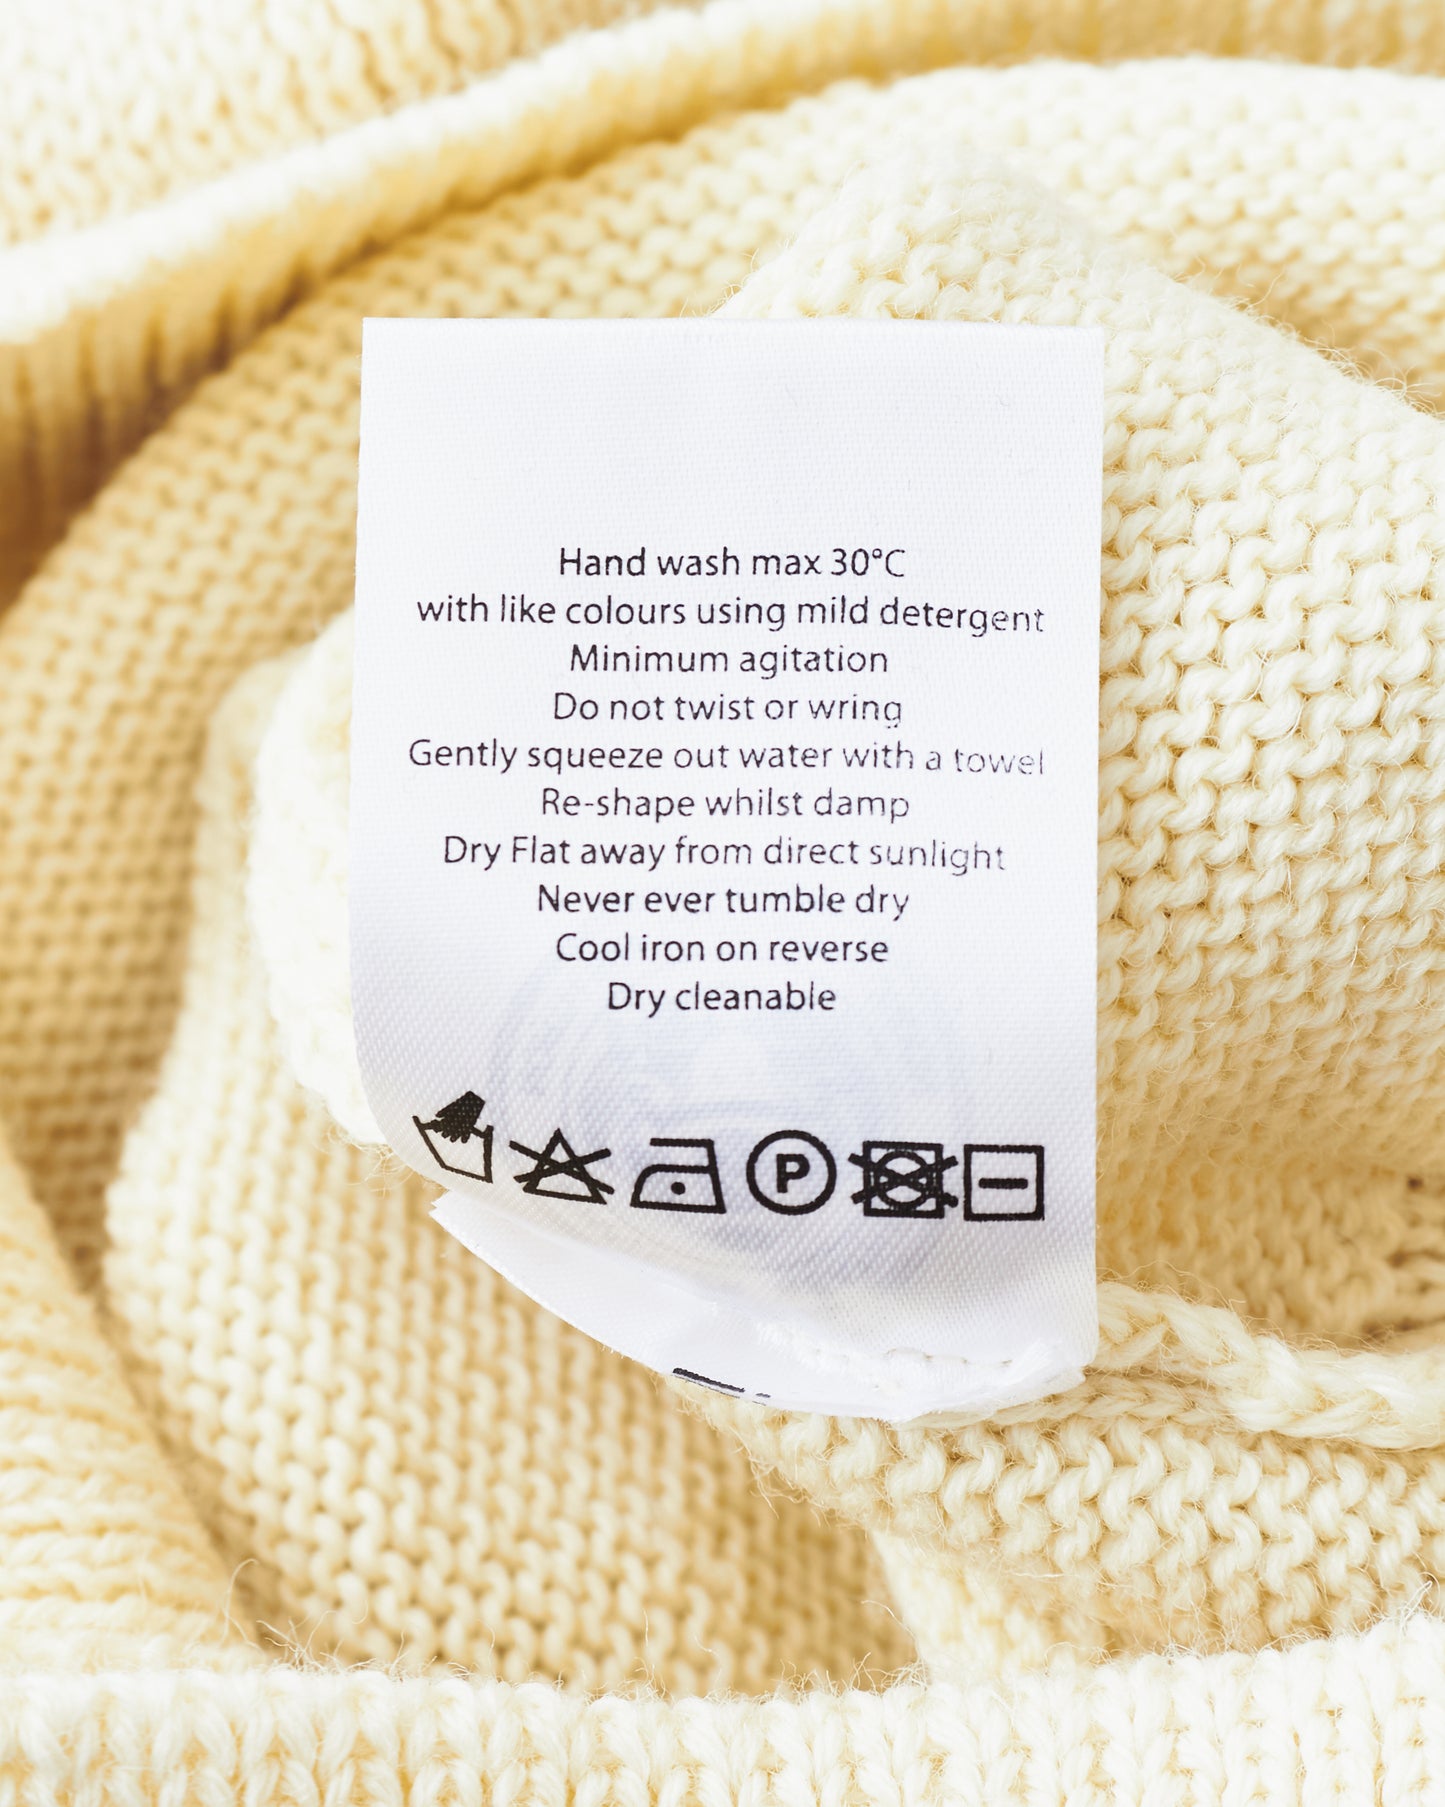 Hand wash max 30°C
with like colours using mild detergent
Minimum agitation
Do not twist or wring
Gently squeeze out water with a towel
Re-shape whilst damp
Dry Flat away from direct sunlight
Never ever tumble dry
Cool iron on reverse
Dry cleanable
P